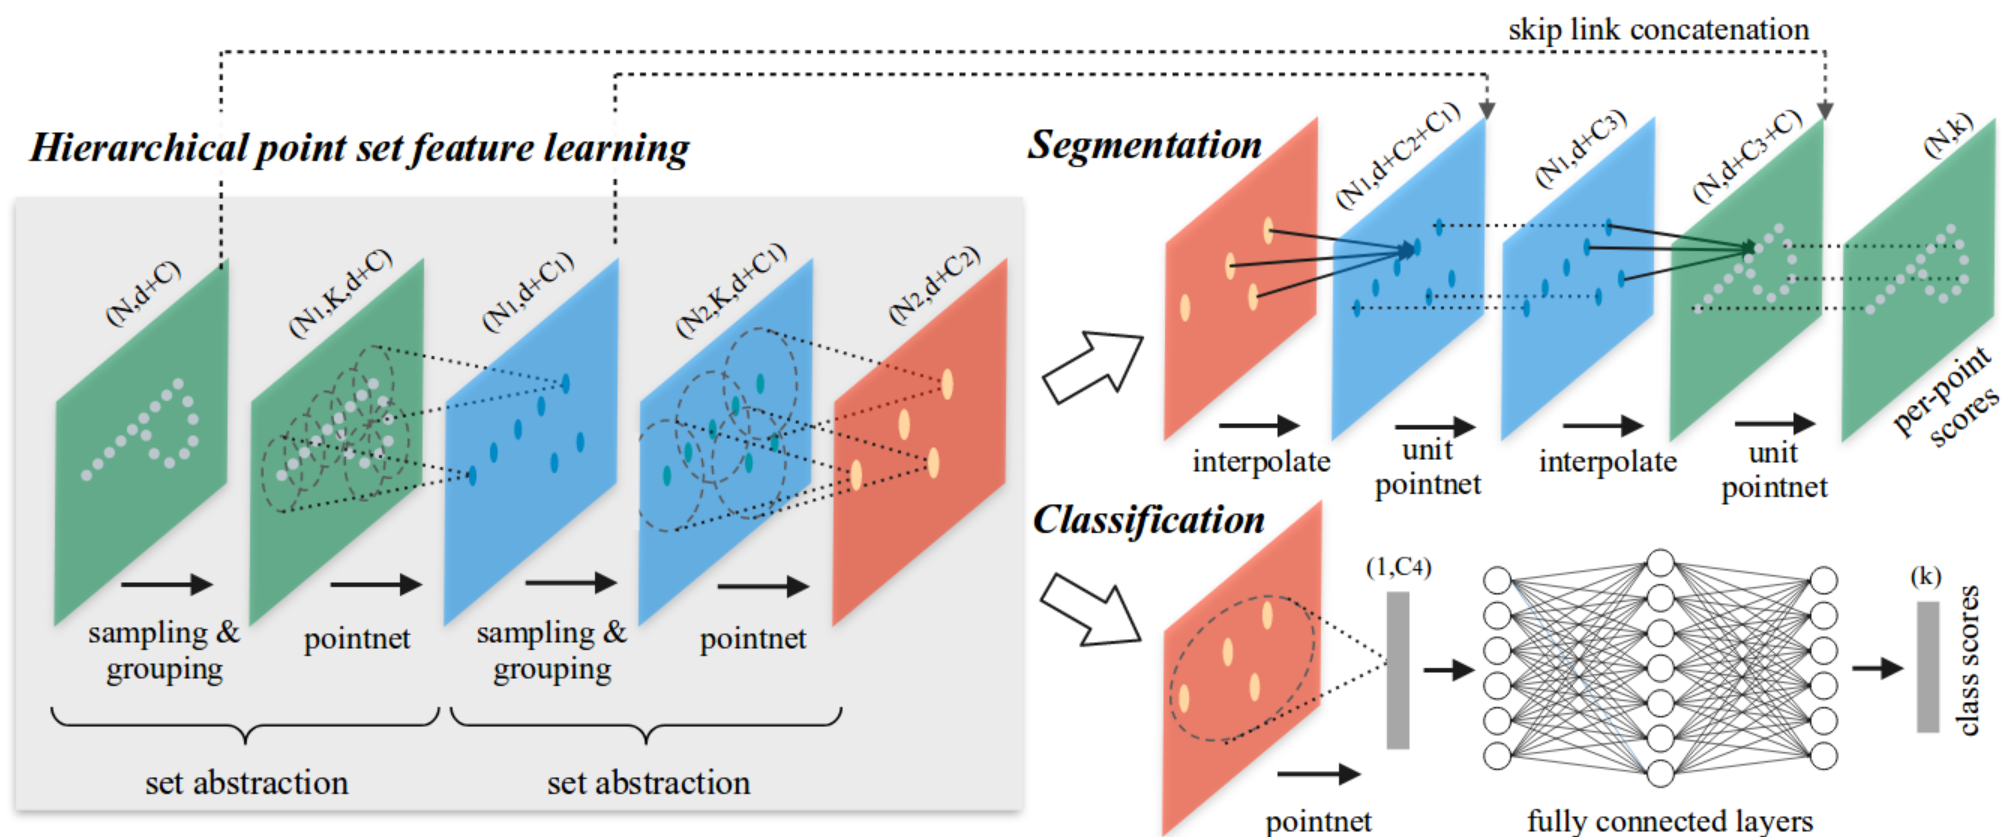 skip link concatenation
Hierarchical point set feature learning
(N,d+C)
(N1,K,d+C)
(N1,d+C1)
(N2,K,d+C1)
(N2,d+C2)
sampling &
grouping
pointnet
sampling &
grouping
pointnet
set abstraction
set abstraction
Segmentation
(N1,d+C2+C1)
(N1,d+C3)
(N,d+C3+C)
(N,k)
interpolate
unit
pointnet
interpolate
unit
pointnet
per-point
scores
Classification
(1,C4)
(k)
class scores
pointnet
fully connected layers